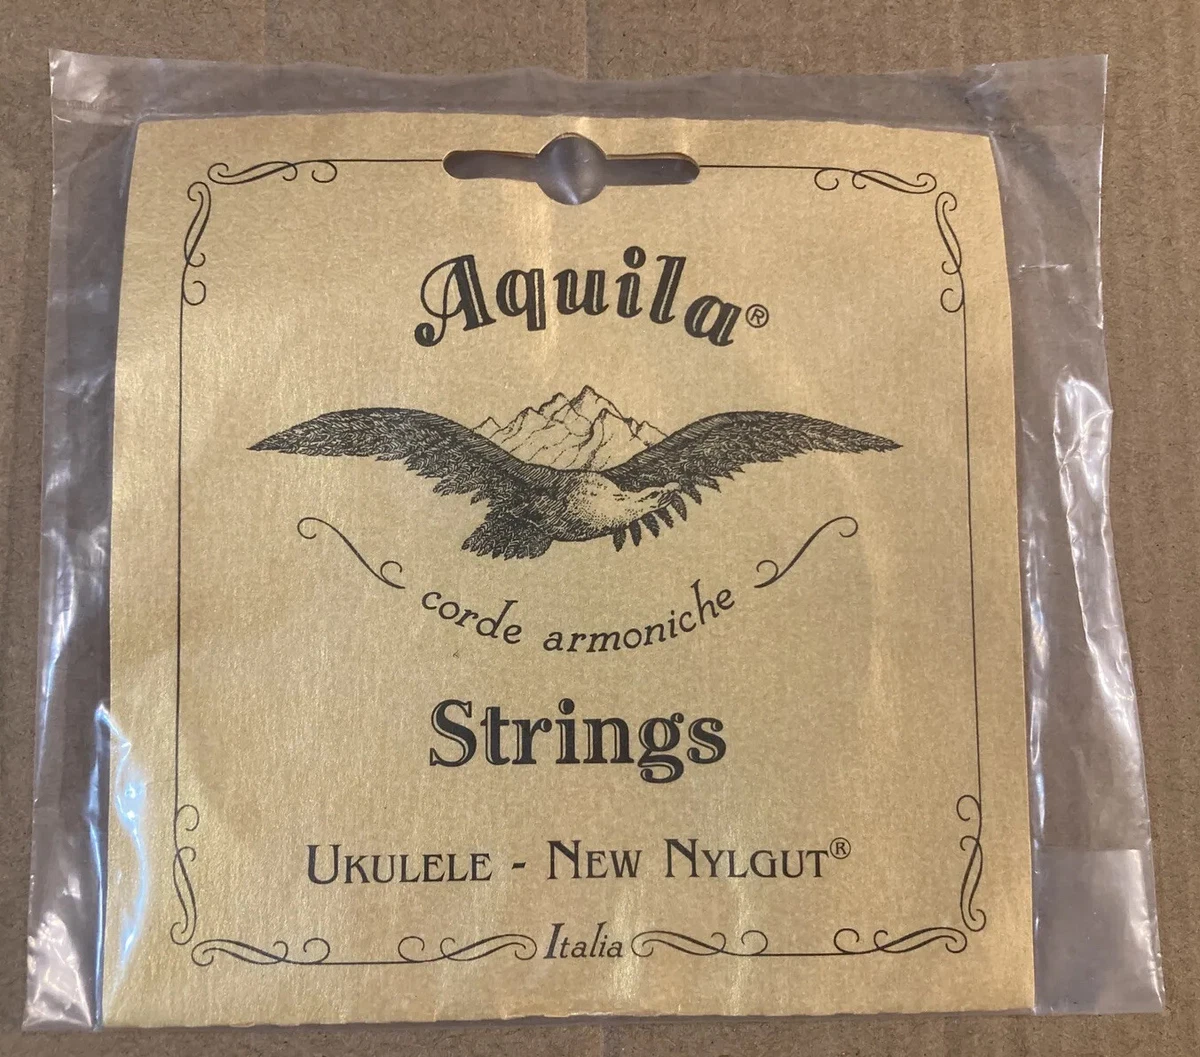 Aquila®
corde armoniche
Strings
UKULELE - NEW NYLGUT®
Italia